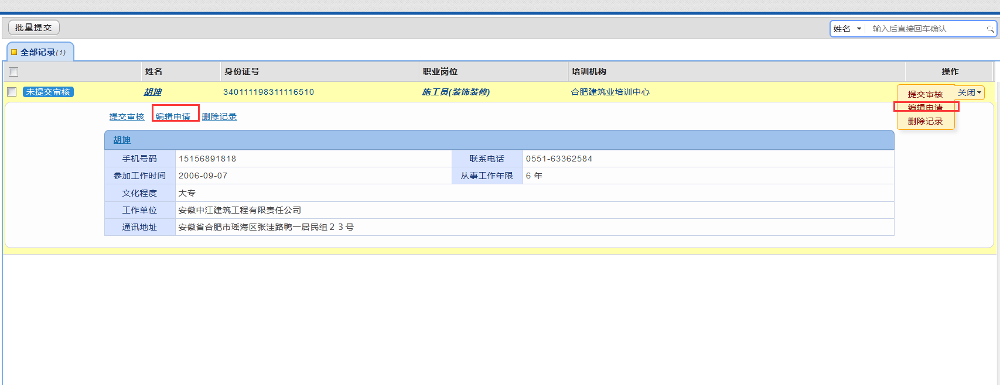 批量提交
姓名 输入后直接回车确认
全部记录(1)
姓名 身份证号 职业岗位 培训机构 操作
未提交审核 胡坤 340111198311116510 施工员(装饰装修) 合肥建筑业培训中心 关闭
提交审核
编辑申请
删除记录
提交审核 编辑申请 删除记录
胡坤
手机号码 15156891818 联系电话 0551-63362584
参加工作时间 2006-09-07 从事工作年限 6 年
文化程度 大专
工作单位 安徽中江建筑工程有限责任公司
通讯地址 安徽省合肥市瑶海区张洼路鸭一居民组２３号